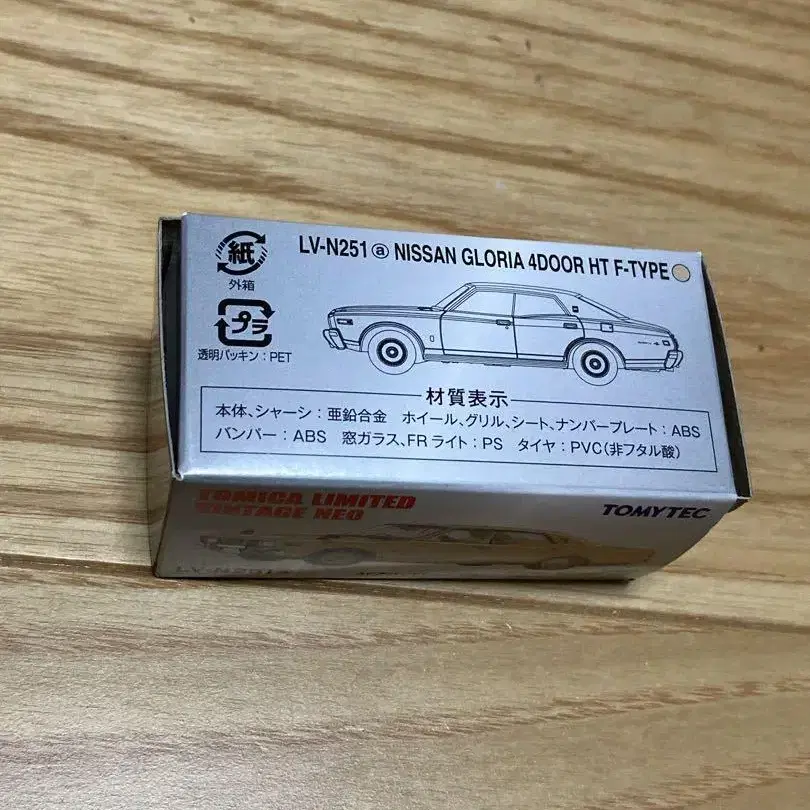 LV-N251 ⓐ NISSAN GLORIA 4DOOR HT F-TYPE
紙
外箱
プラ
透明パッキン：PET
材質表示
本体、シャーシ：亜鉛合金　ホイール、グリル、シート、ナンバープレート：ABS
バンパー：ABS　窓ガラス、FRライト：PS　タイヤ：PVC(非フタル酸)
TOMICA LIMITED
VINTAGE NEO
TOMYTEC
LV-N251